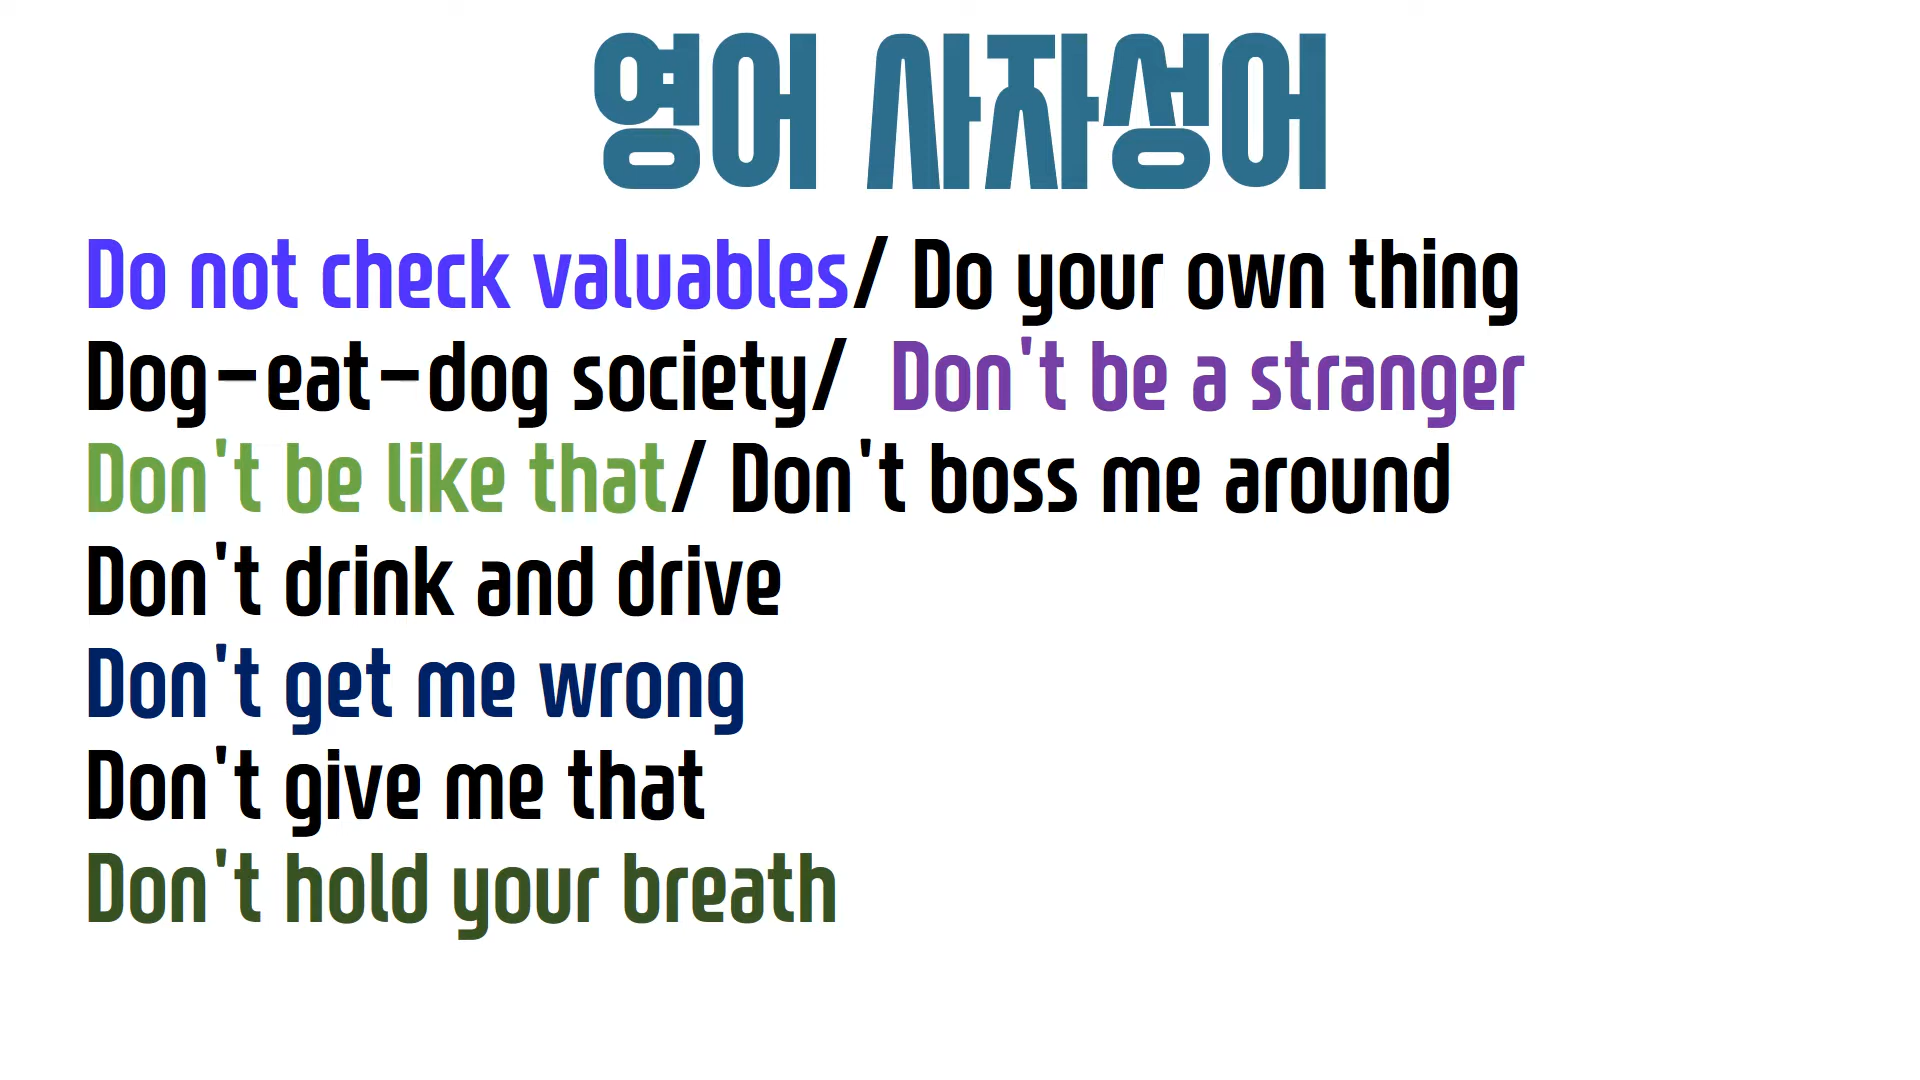 영어 사자성어
Do not check valuables/ Do your own thing
Dog-eat-dog society/ Don't be a stranger
Don't be like that/ Don't boss me around
Don't drink and drive
Don't get me wrong
Don't give me that
Don't hold your breath